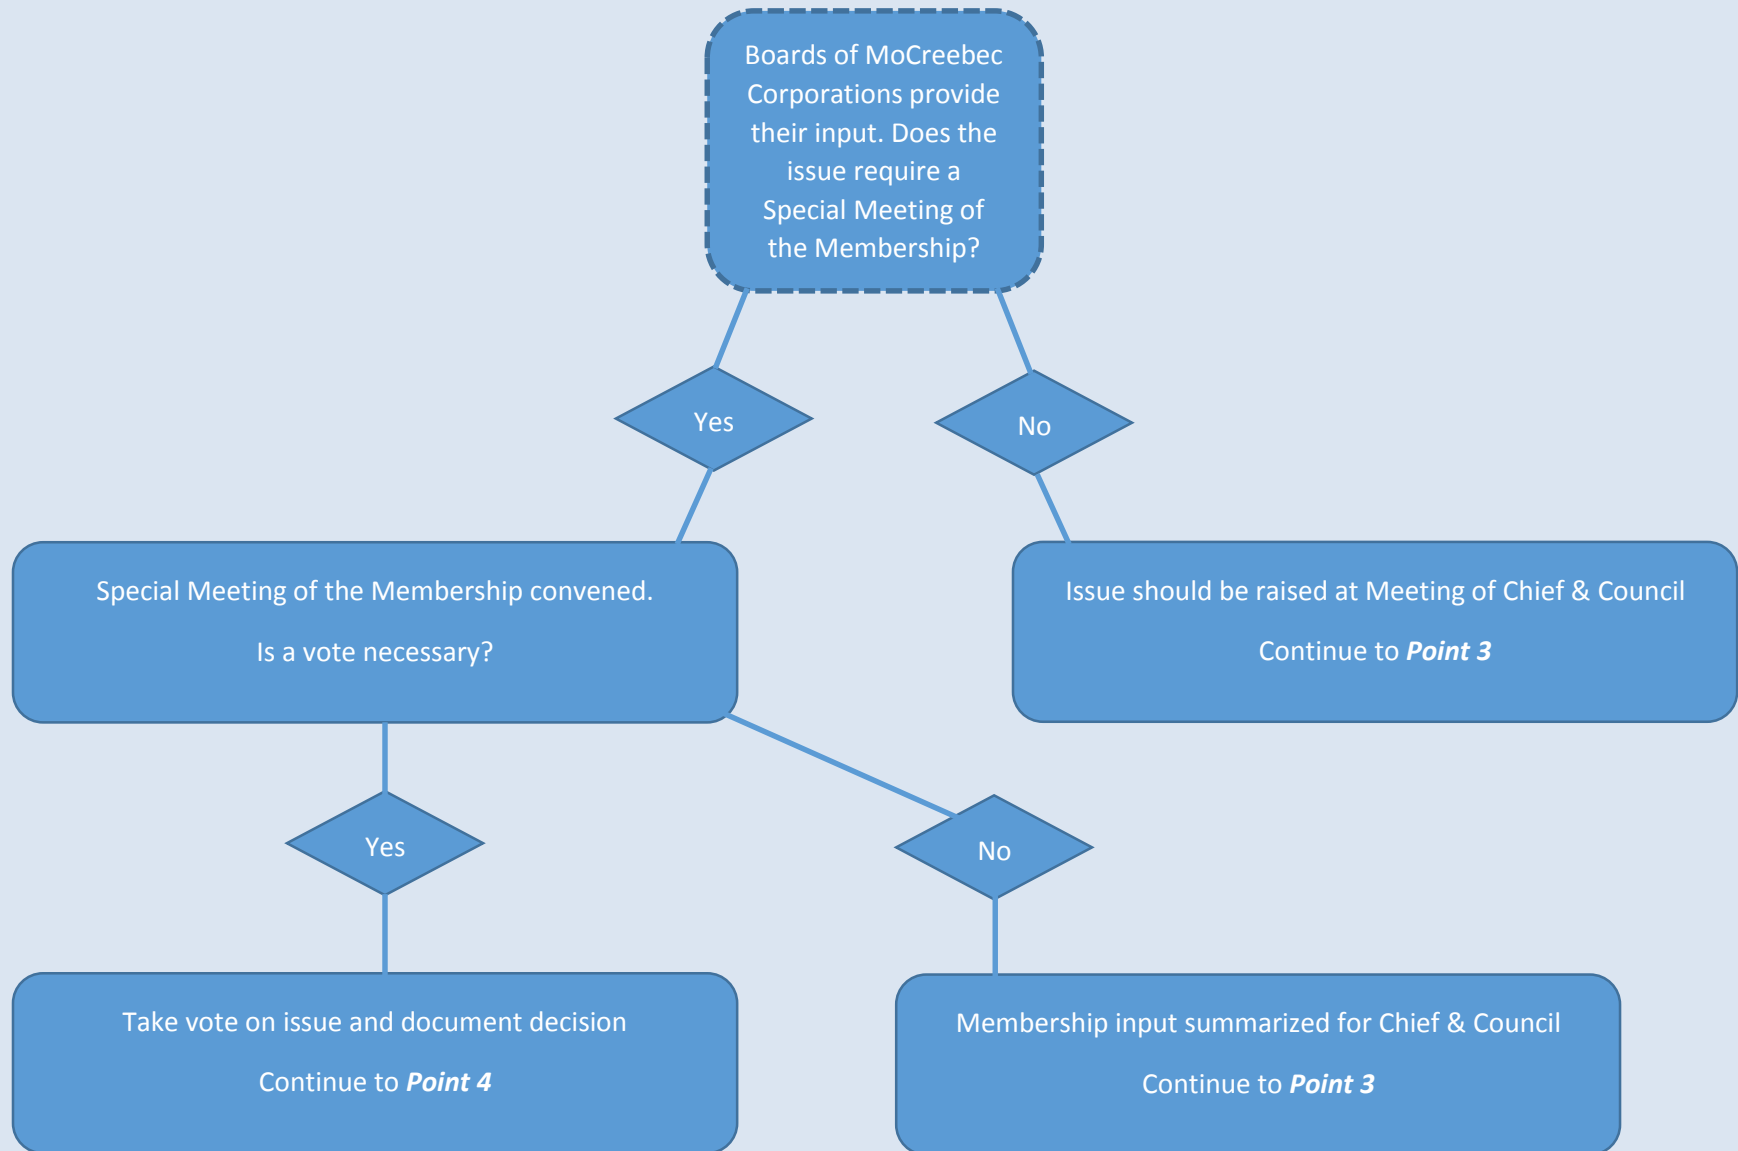 Boards of MoCreebec
Corporations provide
their input. Does the
issue require a
Special Meeting of
the Membership?
Yes
No
Special Meeting of the Membership convened.
Is a vote necessary?
Issue should be raised at Meeting of Chief & Council
Continue to Point 3
Yes
No
Take vote on issue and document decision
Continue to Point 4
Membership input summarized for Chief & Council
Continue to Point 3